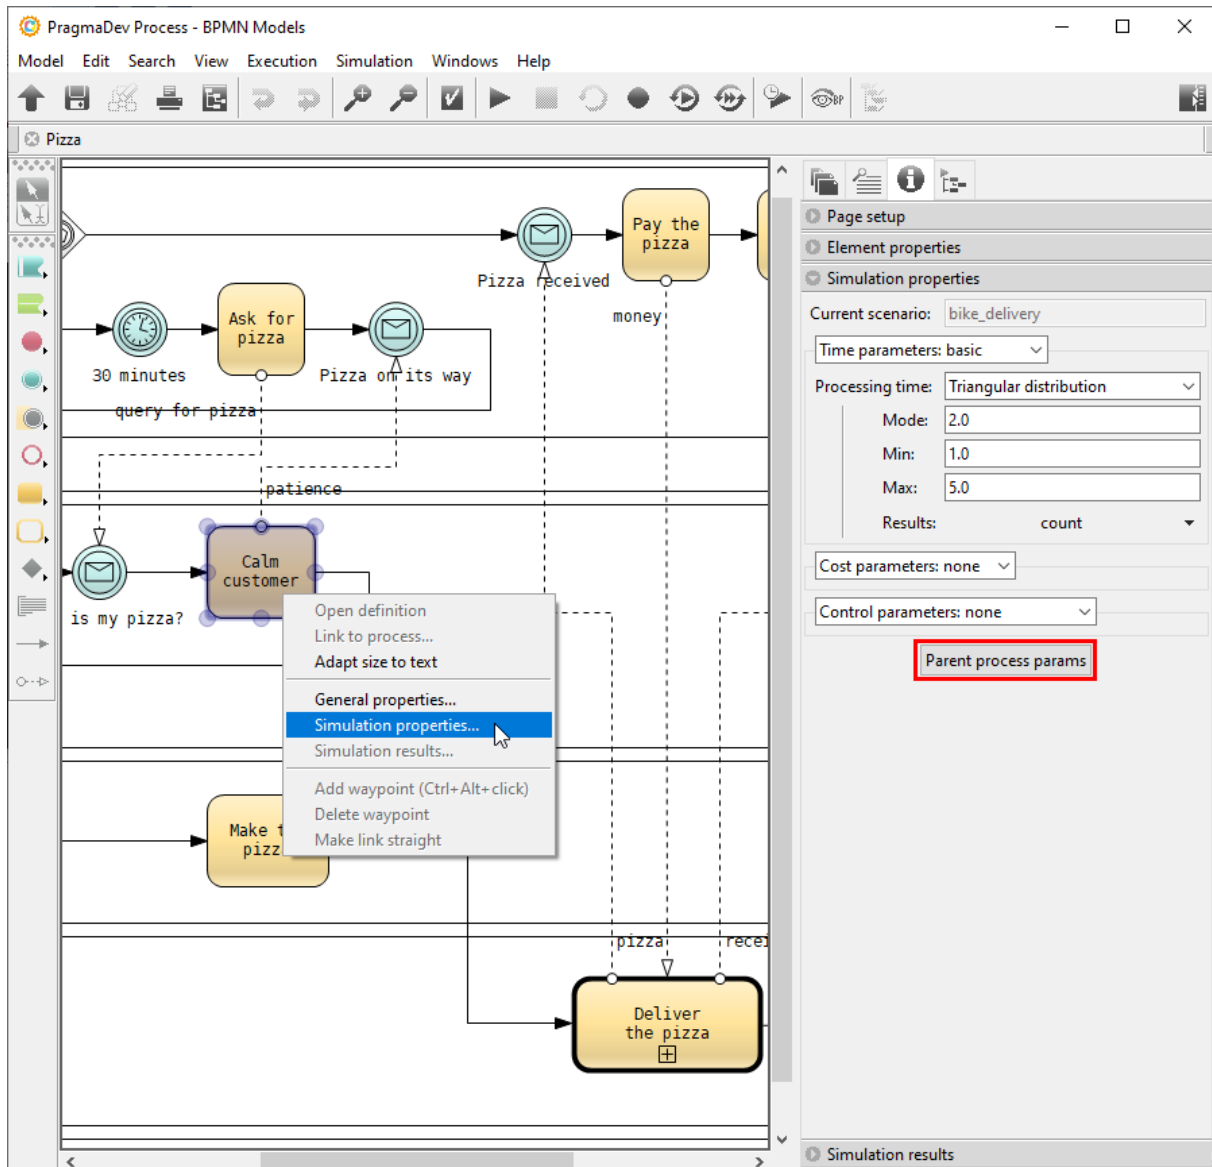 PragmaDev Process - BPMN Models
Model Edit Search View Execution Simulation Windows Help
BP
Pizza
Pay the
pizza
Pizza received
money
Ask for
pizza
30 minutes
Pizza on its way
query for pizza
patience
Calm
customer
is my pizza?
Make t
pizz
pizza
recei
Deliver
the pizza
Open definition
Link to process...
Adapt size to text
General properties...
Simulation properties...
Simulation results...
Add waypoint (Ctrl+Alt+click)
Delete waypoint
Make link straight
Page setup
Element properties
Simulation properties
Current scenario: bike_delivery
Time parameters: basic
Processing time: Triangular distribution
Mode: 2.0
Min: 1.0
Max: 5.0
Results: count
Cost parameters: none
Control parameters: none
Parent process params
Simulation results